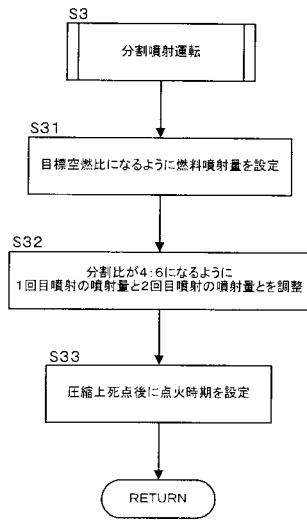 S3
分割噴射運転
S31
目標空燃比になるように燃料噴射量を設定
S32
分割比が4:6になるように
1回目噴射の噴射量と2回目噴射の噴射量とを調整
S33
圧縮上死点後に点火時期を設定
RETURN